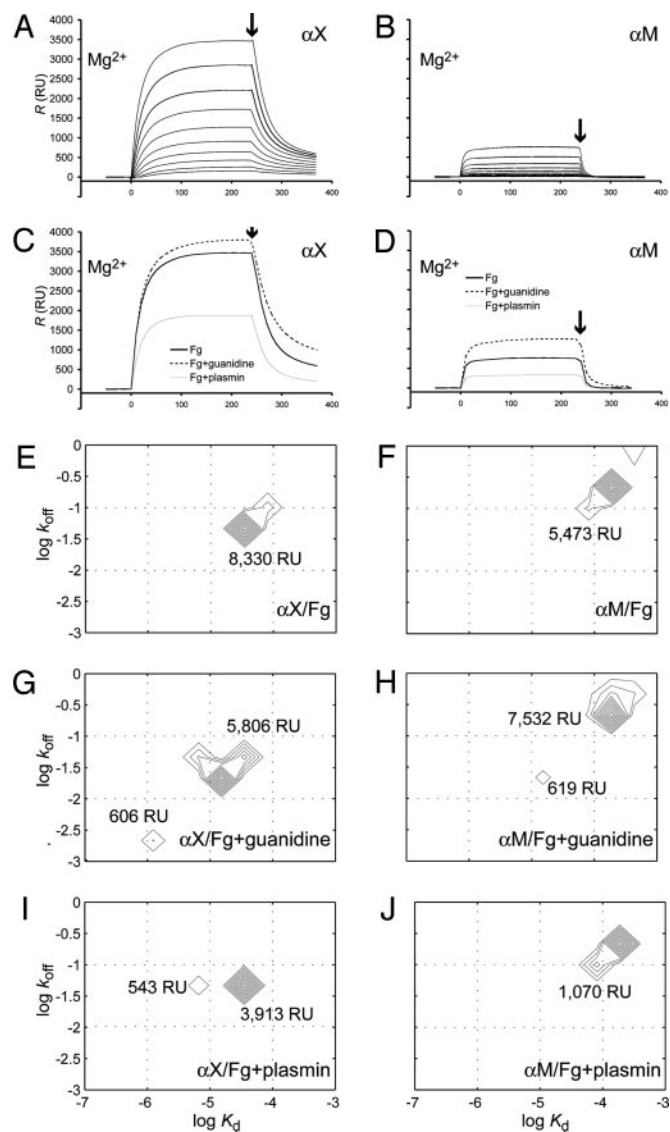 A
B
αX
αM
Mg2+
Mg2+
R (RU)
4000
3500
3000
2500
2000
1500
1000
500
0
-100 0 100 200 300 400
-100 0 100 200 300 400
C
D
αX
αM
Mg2+
Mg2+
R (RU)
4000
3500
3000
2500
2000
1500
1000
500
0
Fg
Fg+guanidine
Fg+plasmin
Fg
Fg+guanidine
Fg+plasmin
-100 0 100 200 300 400
-100 0 100 200 300 400
E
F
log koff
0
-0.5
-1
-1.5
-2
-2.5
-3
8,330 RU
αX/Fg
5,473 RU
αM/Fg
G
H
log koff
0
-0.5
-1
-1.5
-2
-2.5
-3
5,806 RU
606 RU
αX/Fg+guanidine
7,532 RU
619 RU
αM/Fg+guanidine
I
J
log koff
0
-0.5
-1
-1.5
-2
-2.5
-3
543 RU
3,913 RU
αX/Fg+plasmin
1,070 RU
αM/Fg+plasmin
-7 -6 -5 -4 -3
-7 -6 -5 -4 -3
log Kd
log Kd